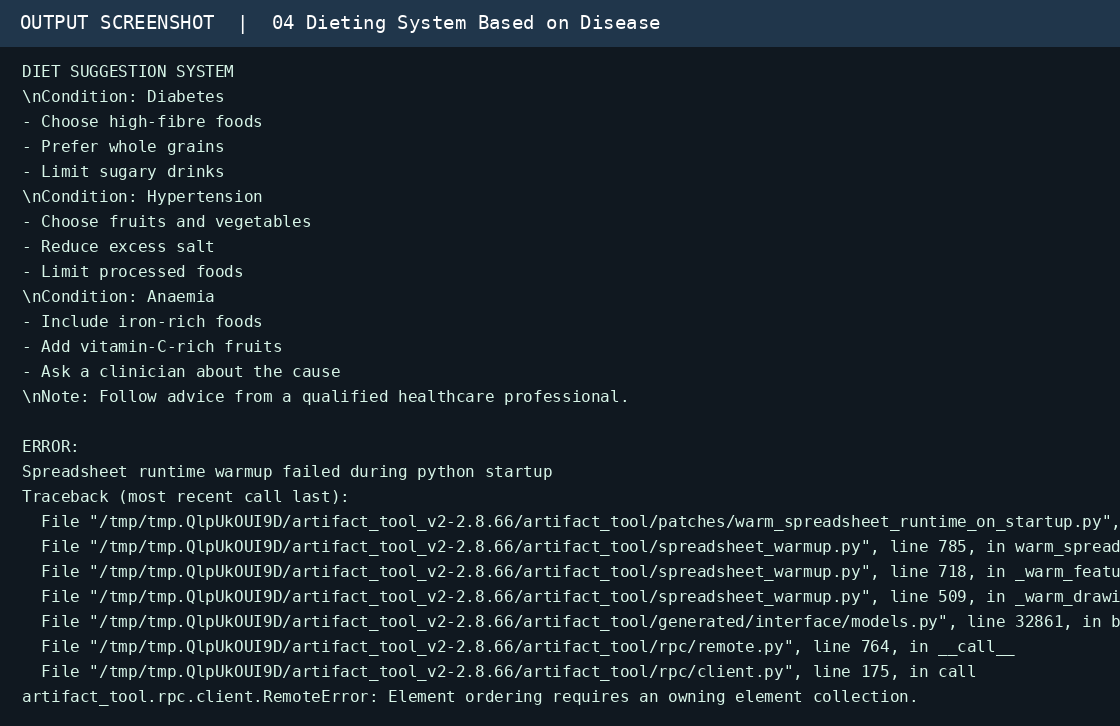 OUTPUT SCREENSHOT | 04 Dieting System Based on Disease
DIET SUGGESTION SYSTEM
\nCondition: Diabetes
- Choose high-fibre foods
- Prefer whole grains
- Limit sugary drinks
\nCondition: Hypertension
- Choose fruits and vegetables
- Reduce excess salt
- Limit processed foods
\nCondition: Anaemia
- Include iron-rich foods
- Add vitamin-C-rich fruits
- Ask a clinician about the cause
\nNote: Follow advice from a qualified healthcare professional.

ERROR:
Spreadsheet runtime warmup failed during python startup
Traceback (most recent call last):
  File "/tmp/tmp.QlpUkOUI9D/artifact_tool_v2-2.8.66/artifact_tool/patches/warm_spreadsheet_runtime_on_startup.py",
  File "/tmp/tmp.QlpUkOUI9D/artifact_tool_v2-2.8.66/artifact_tool/spreadsheet_warmup.py", line 785, in warm_spread
  File "/tmp/tmp.QlpUkOUI9D/artifact_tool_v2-2.8.66/artifact_tool/spreadsheet_warmup.py", line 718, in _warm_featu
  File "/tmp/tmp.QlpUkOUI9D/artifact_tool_v2-2.8.66/artifact_tool/spreadsheet_warmup.py", line 509, in _warm_drawi
  File "/tmp/tmp.QlpUkOUI9D/artifact_tool_v2-2.8.66/artifact_tool/generated/interface/models.py", line 32861, in b
  File "/tmp/tmp.QlpUkOUI9D/artifact_tool_v2-2.8.66/artifact_tool/rpc/remote.py", line 764, in __call__
  File "/tmp/tmp.QlpUkOUI9D/artifact_tool_v2-2.8.66/artifact_tool/rpc/client.py", line 175, in call
artifact_tool.rpc.client.RemoteError: Element ordering requires an owning element collection.